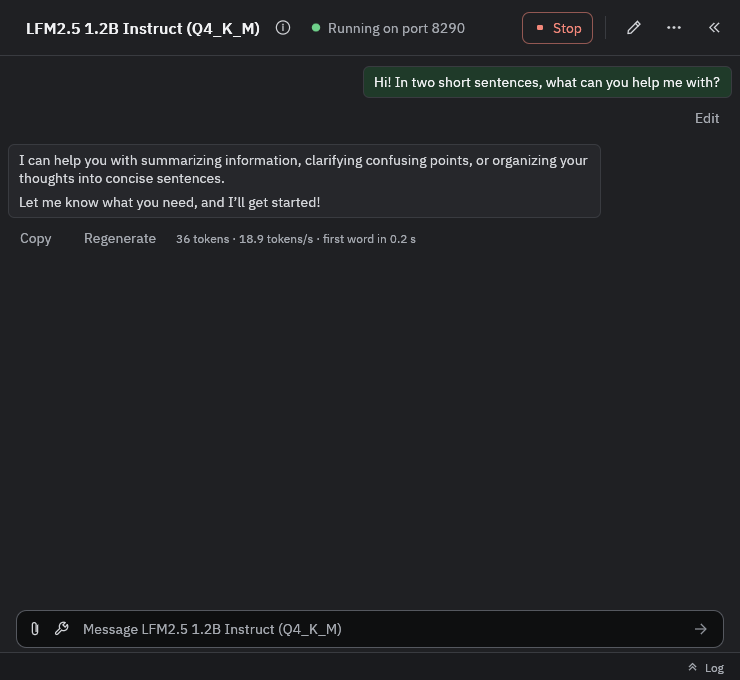 LFM2.5 1.2B Instruct (Q4_K_M)
Running on port 8290
Stop
Hi! In two short sentences, what can you help me with?
Edit
I can help you with summarizing information, clarifying confusing points, or organizing your
thoughts into concise sentences.
Let me know what you need, and I’ll get started!
Copy
Regenerate
36 tokens · 18.9 tokens/s · first word in 0.2 s
Message LFM2.5 1.2B Instruct (Q4_K_M)
Log